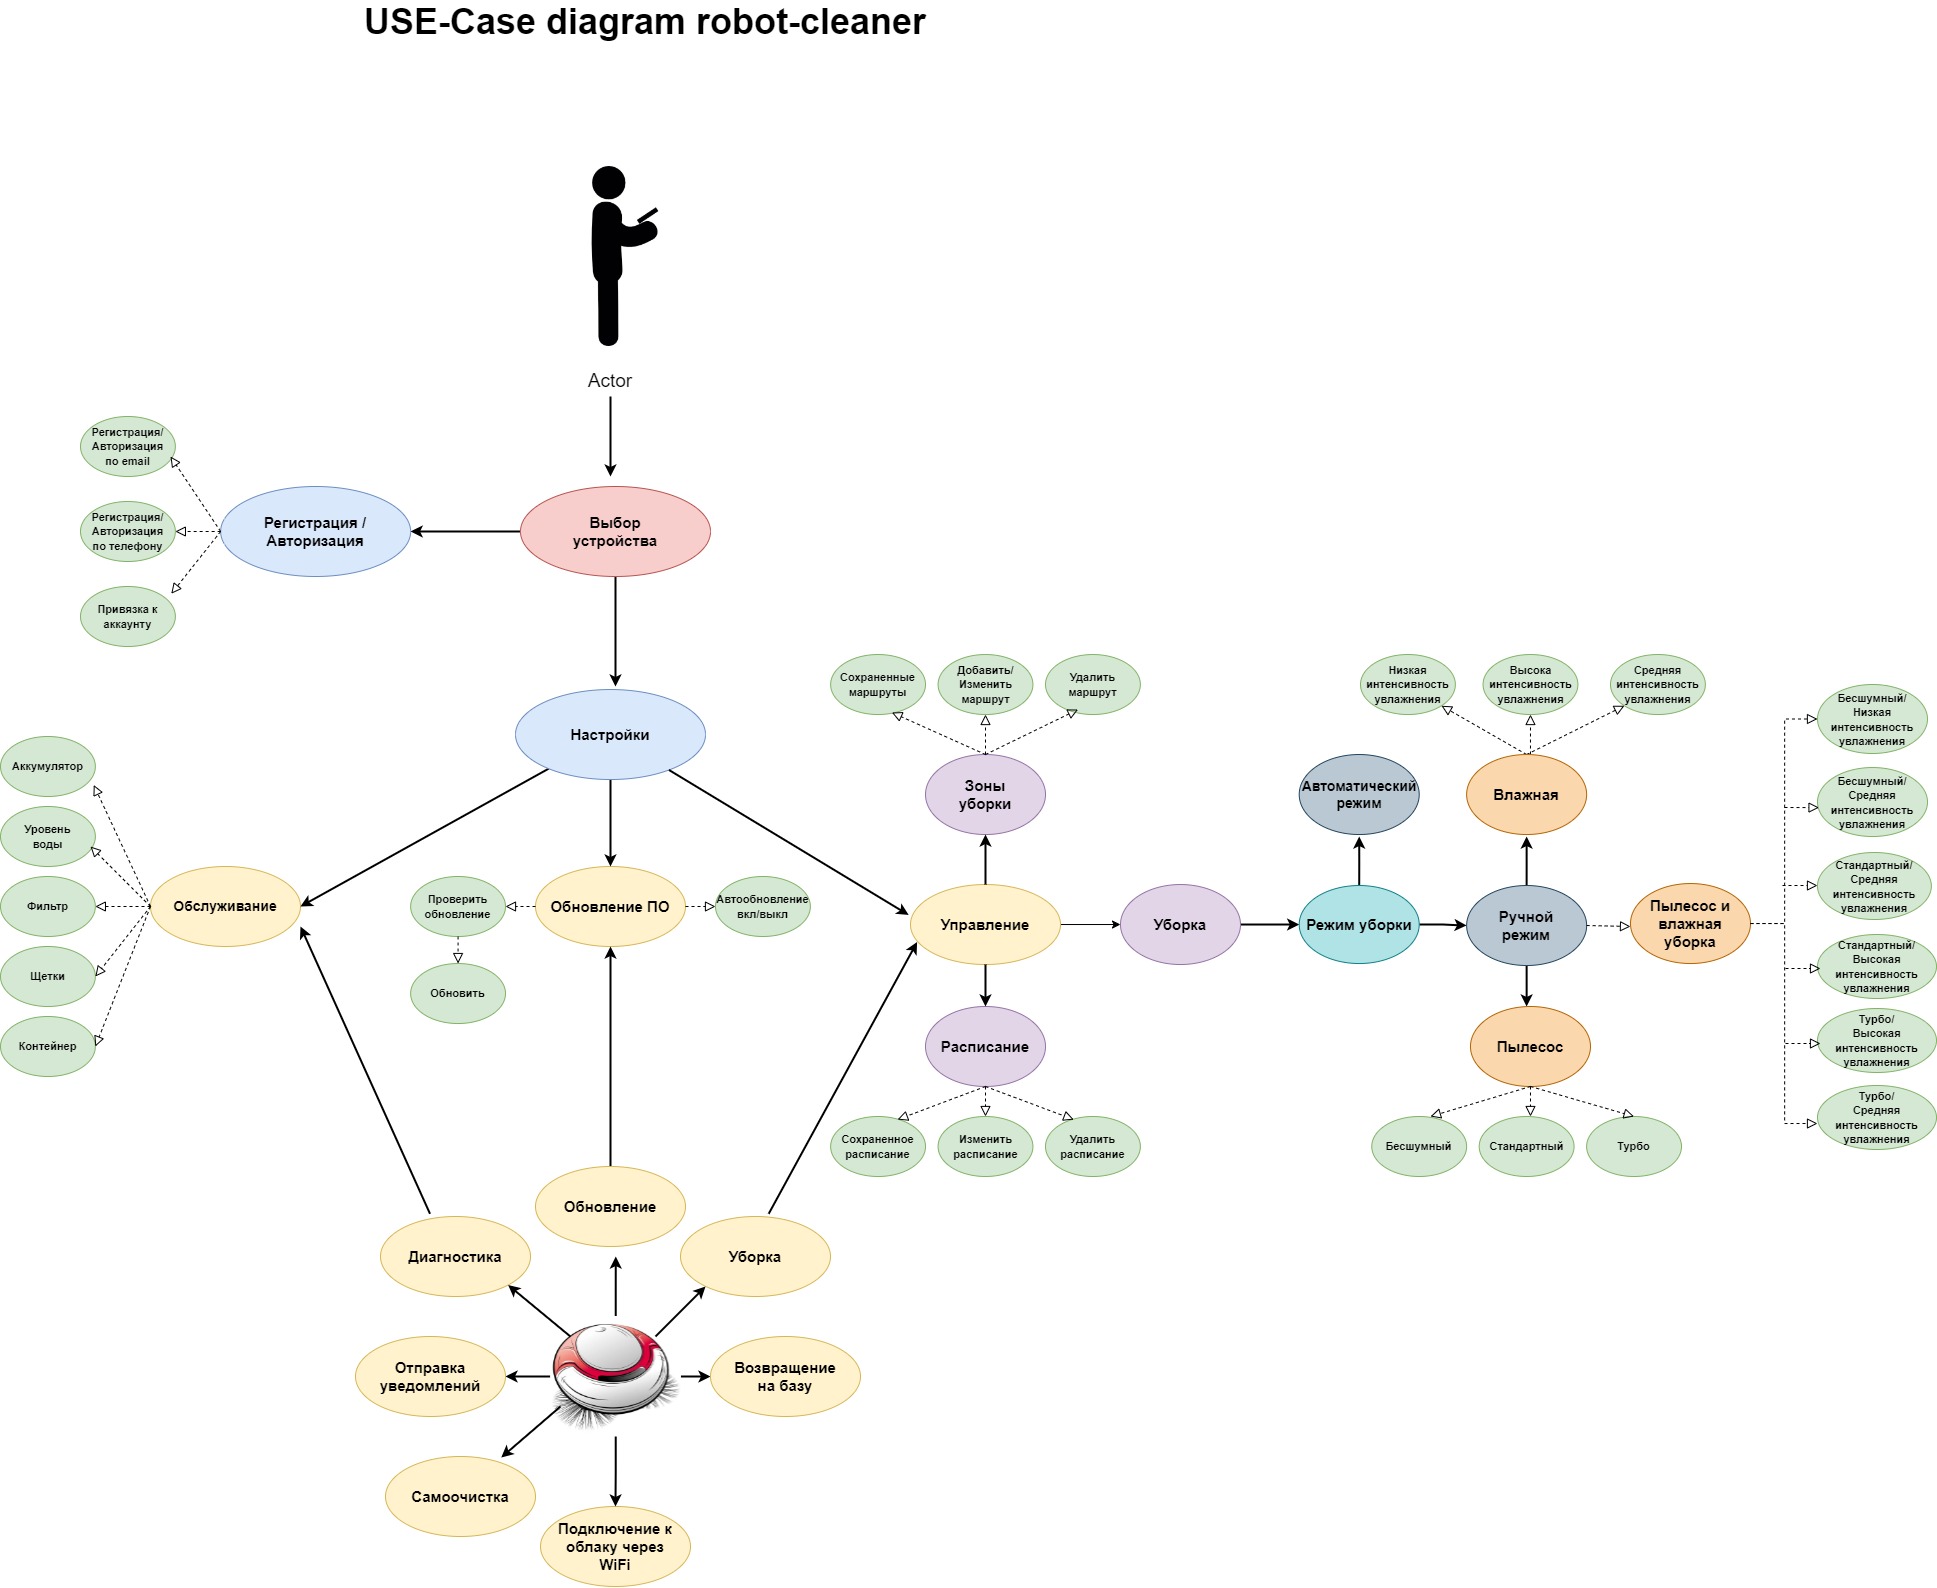 USE-Case diagram robot-cleaner
Actor
Регистрация/
Авторизация
по email
Регистрация/
Авторизация
по телефону
Привязка к
аккаунту
Регистрация /
Авторизация
Выбор
устройства
Настройки
Аккумулятор
Уровень
воды
Фильтр
Щетки
Контейнер
Обслуживание
Проверить
обновление
Обновить
Обновление ПО
Автообновление
вкл/выкл
Сохраненные
маршруты
Добавить/
Изменить
маршрут
Удалить
маршрут
Зоны
уборки
Управление
Расписание
Сохраненное
расписание
Изменить
расписание
Удалить
расписание
Уборка
Режим уборки
Автоматический
режим
Низкая
интенсивность
увлажнения
Высока
интенсивность
увлажнения
Средняя
интенсивность
увлажнения
Влажная
Ручной
режим
Пылесос
Бесшумный
Стандартный
Турбо
Пылесос и
влажная
уборка
Бесшумный/
Низкая
интенсивность
увлажнения
Бесшумный/
Средняя
интенсивность
увлажнения
Стандартный/
Средняя
интенсивность
увлажнения
Стандартный/
Высокая
интенсивность
увлажнения
Турбо/
Высокая
интенсивность
увлажнения
Турбо/
Средняя
интенсивность
увлажнения
Обновление
Диагностика
Уборка
Отправка
уведомлений
Возвращение
на базу
Самоочистка
Подключение к
облаку через
WiFi